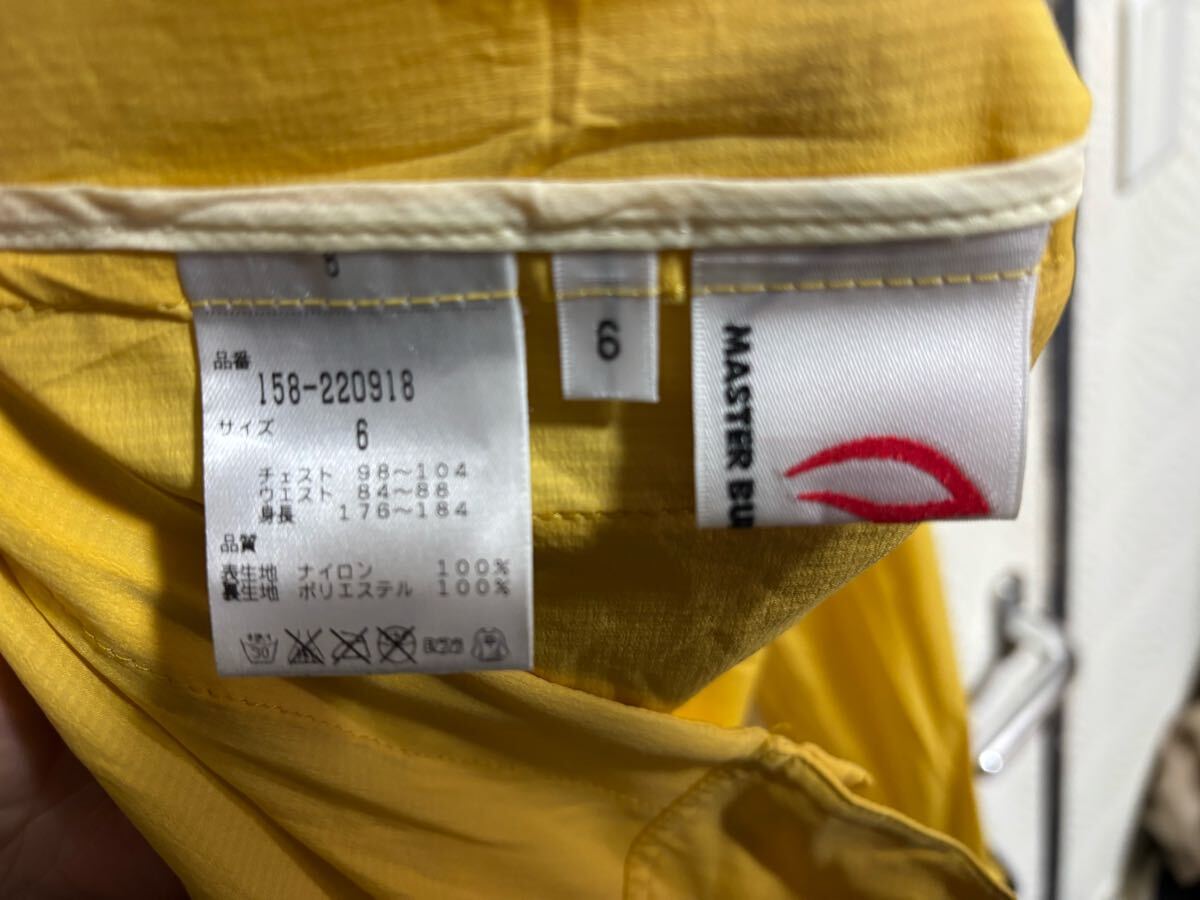 品番
158-220918
サイズ
6
チェスト 98~104
ウエスト 84~88
身長 176~184
品質
表生地 ナイロン 100%
裏生地 ポリエステル 100%
30
6
MASTER BU